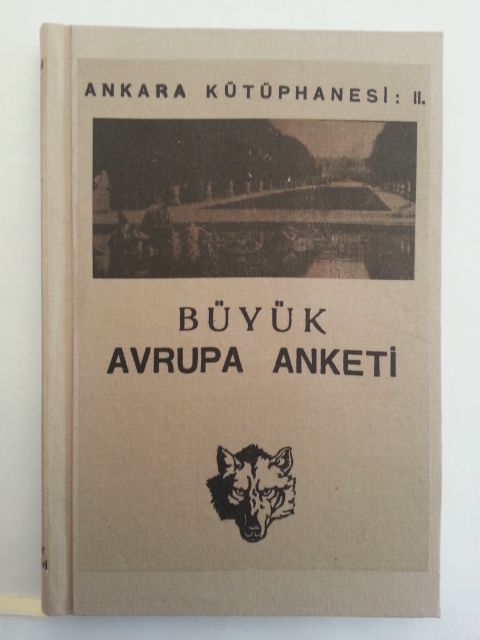 ANKARA KÜTÜPHANESİ: II.
BÜYÜK
AVRUPA ANKETİ